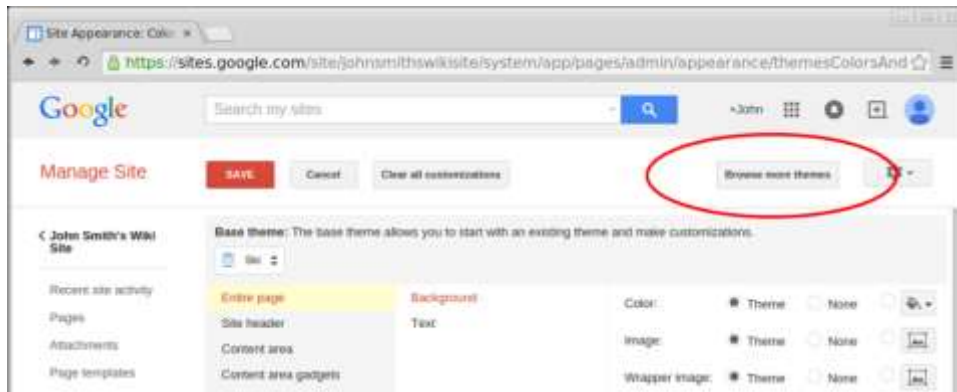 Site Appearance: Colo
https://sites.google.com/site/johnsmithswikisite/system/app/pages/admin/appearance/themesColorsAnd
Google
Search my sites
+John
Manage Site
SAVE
Cancel
Clear all customizations
Browse more themes
John Smith's Wiki
Site
Base theme: The base theme allows you to start with an existing theme and make customizations.
Recent site activity
Pages
Attachments
Page templates
Entire page
Site header
Content area
Content area gadgets
Background
Text
Color: Theme None
Image: Theme None
Wrapper image: Theme None